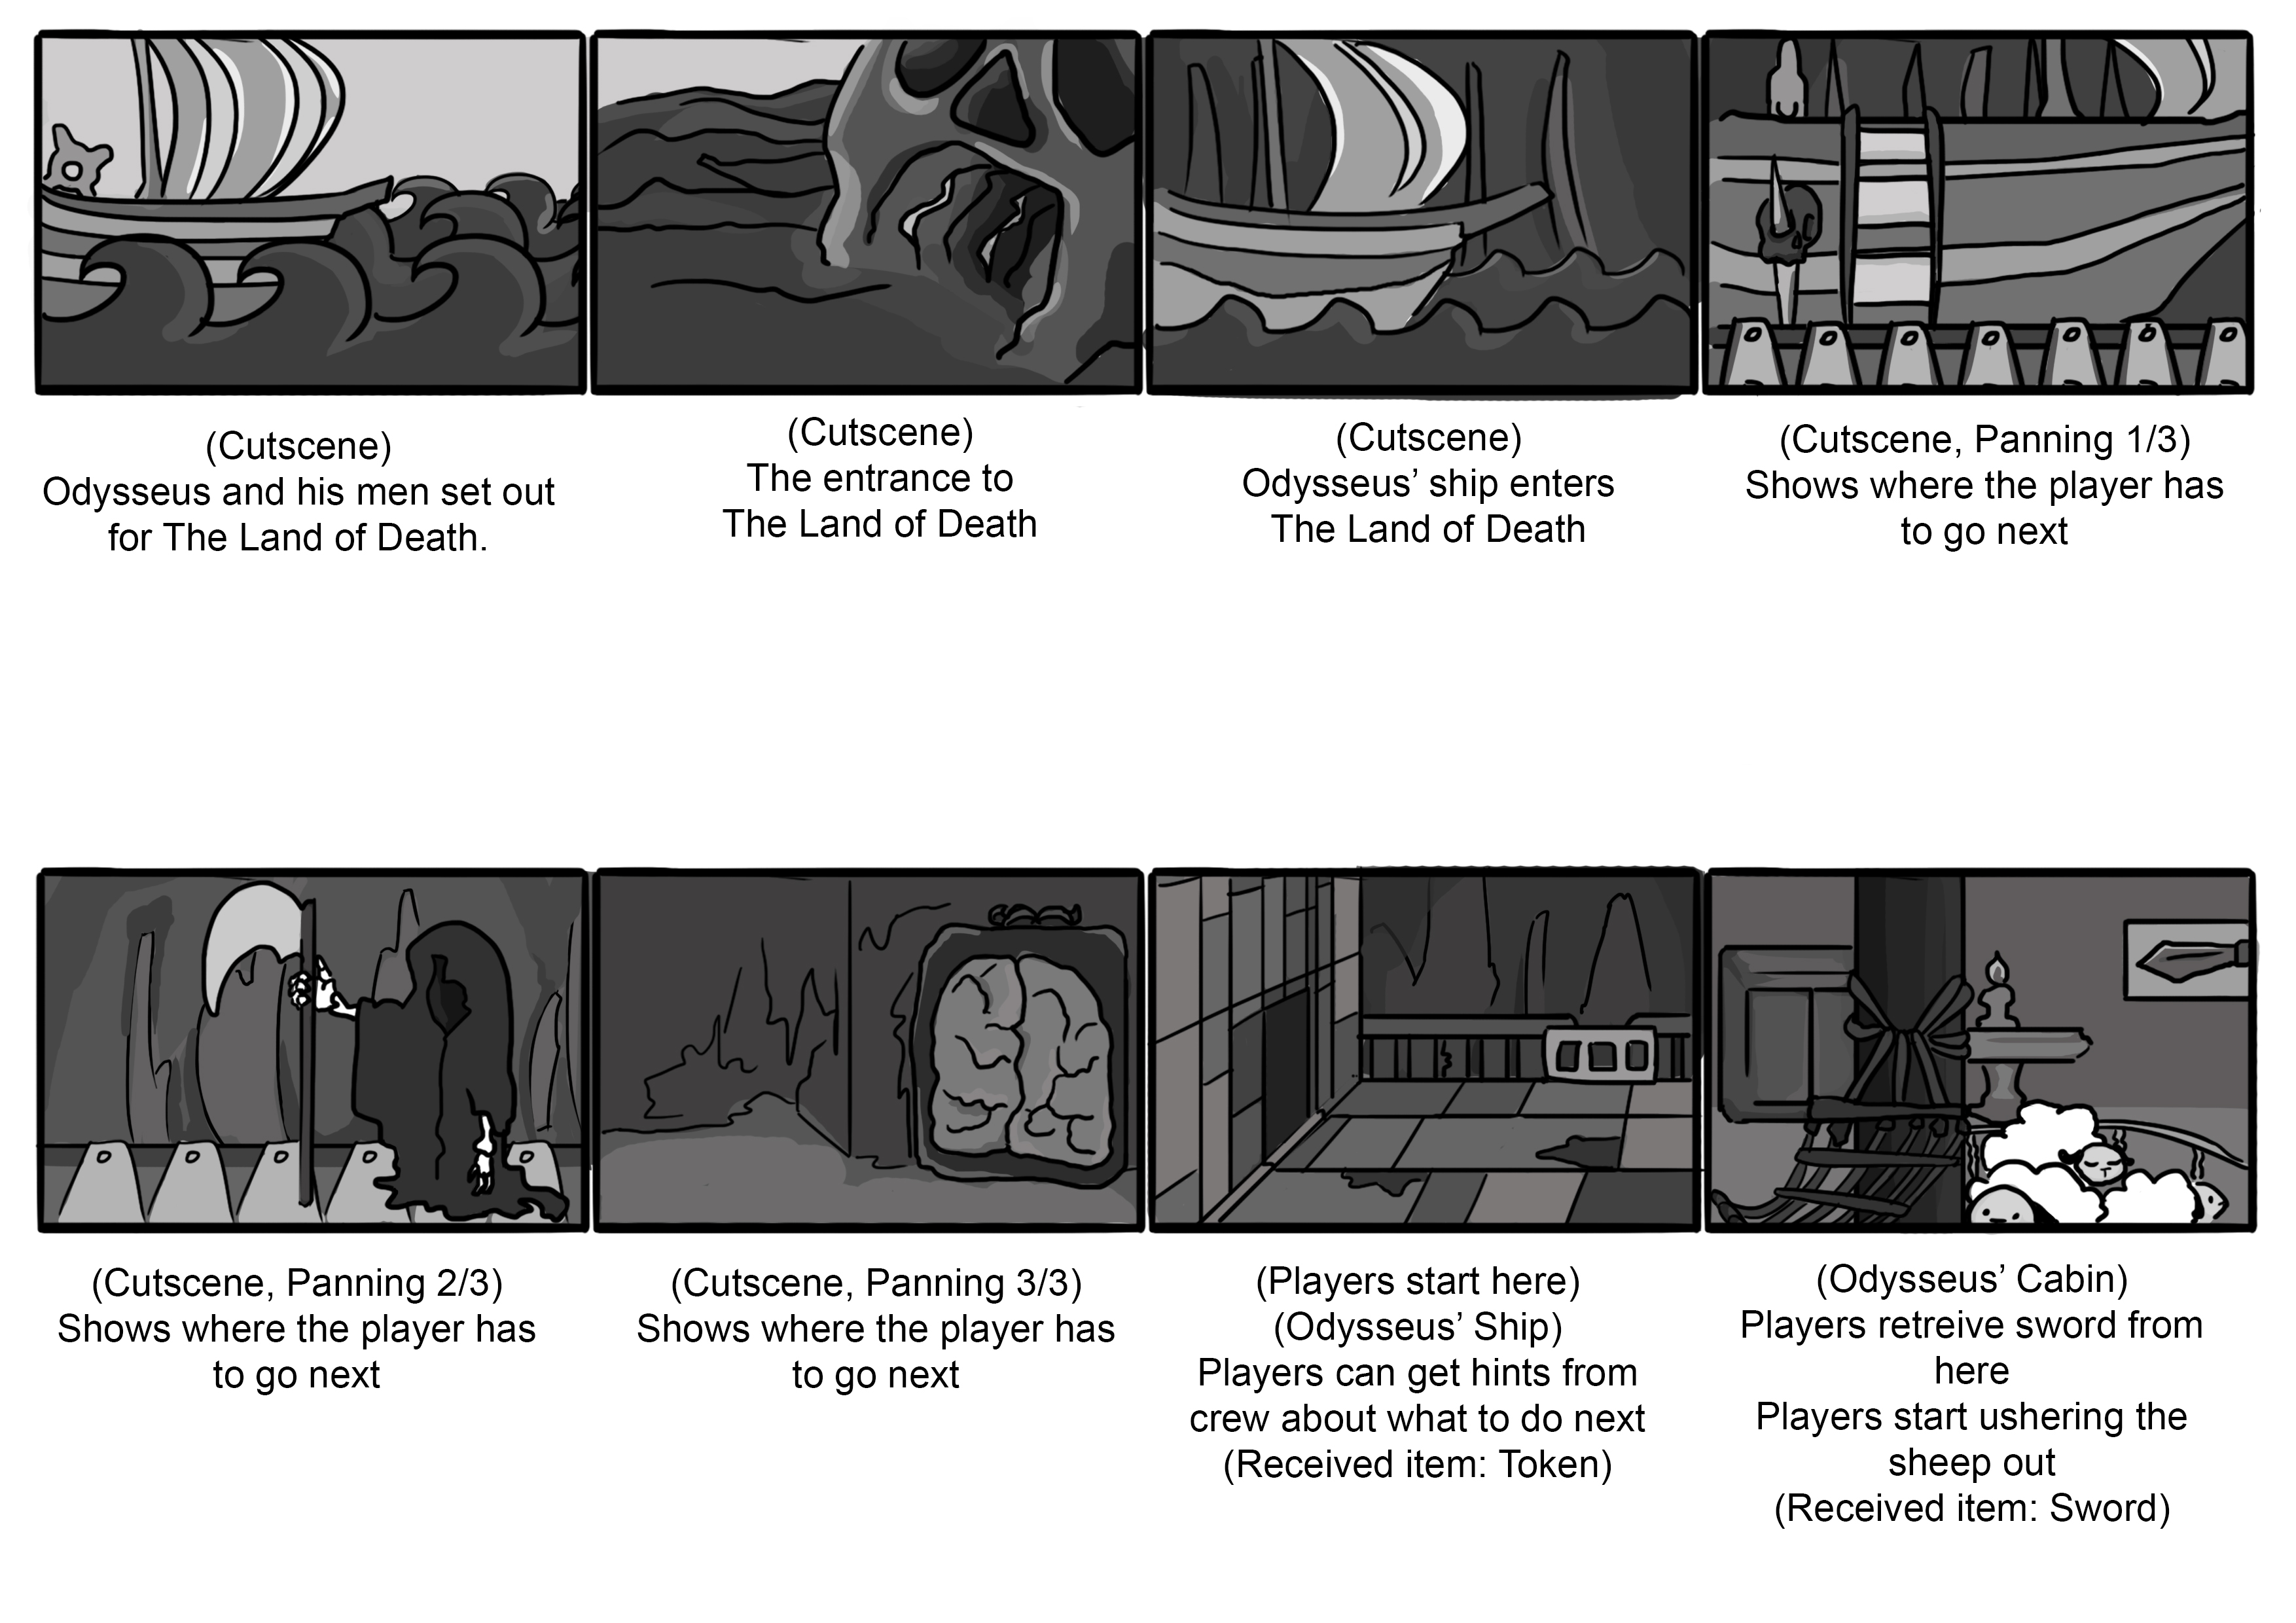 (Cutscene)
Odysseus and his men set out
for The Land of Death.
(Cutscene)
The entrance to
The Land of Death
(Cutscene)
Odysseus’ ship enters
The Land of Death
(Cutscene, Panning 1/3)
Shows where the player has
to go next
(Cutscene, Panning 2/3)
Shows where the player has
to go next
(Cutscene, Panning 3/3)
Shows where the player has
to go next
(Players start here)
(Odysseus’ Ship)
Players can get hints from
crew about what to do next
(Received item: Token)
(Odysseus’ Cabin)
Players retreive sword from
here
Players start ushering the
sheep out
(Received item: Sword)